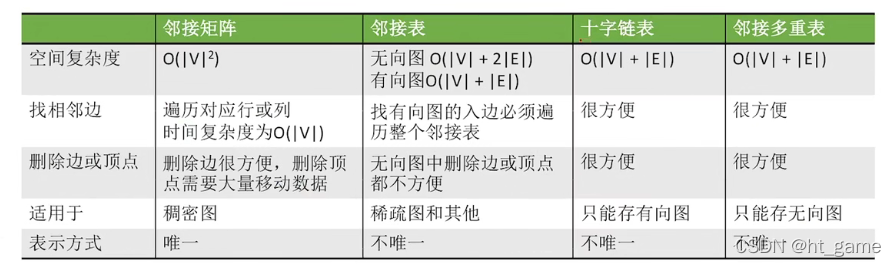 邻接矩阵 邻接表 十字链表 邻接多重表
空间复杂度 O(|V|²) 无向图 O(|V| + 2|E|) O(|V| + |E|) O(|V| + |E|)
有向图O(|V| + |E|)
找相邻边 遍历对应行或列 找有向图的入边必须遍 很方便 很方便
时间复杂度为O(|V|) 历整个邻接表
删除边或顶点 删除边很方便，删除顶 无向图中删除边或顶点 很方便 很方便
点需要大量移动数据 都不方便
适用于 稠密图 稀疏图和其他 只能存有向图 只能存无向图
表示方式 唯一 不唯一 不唯一 不唯一
CSDN @ht_game